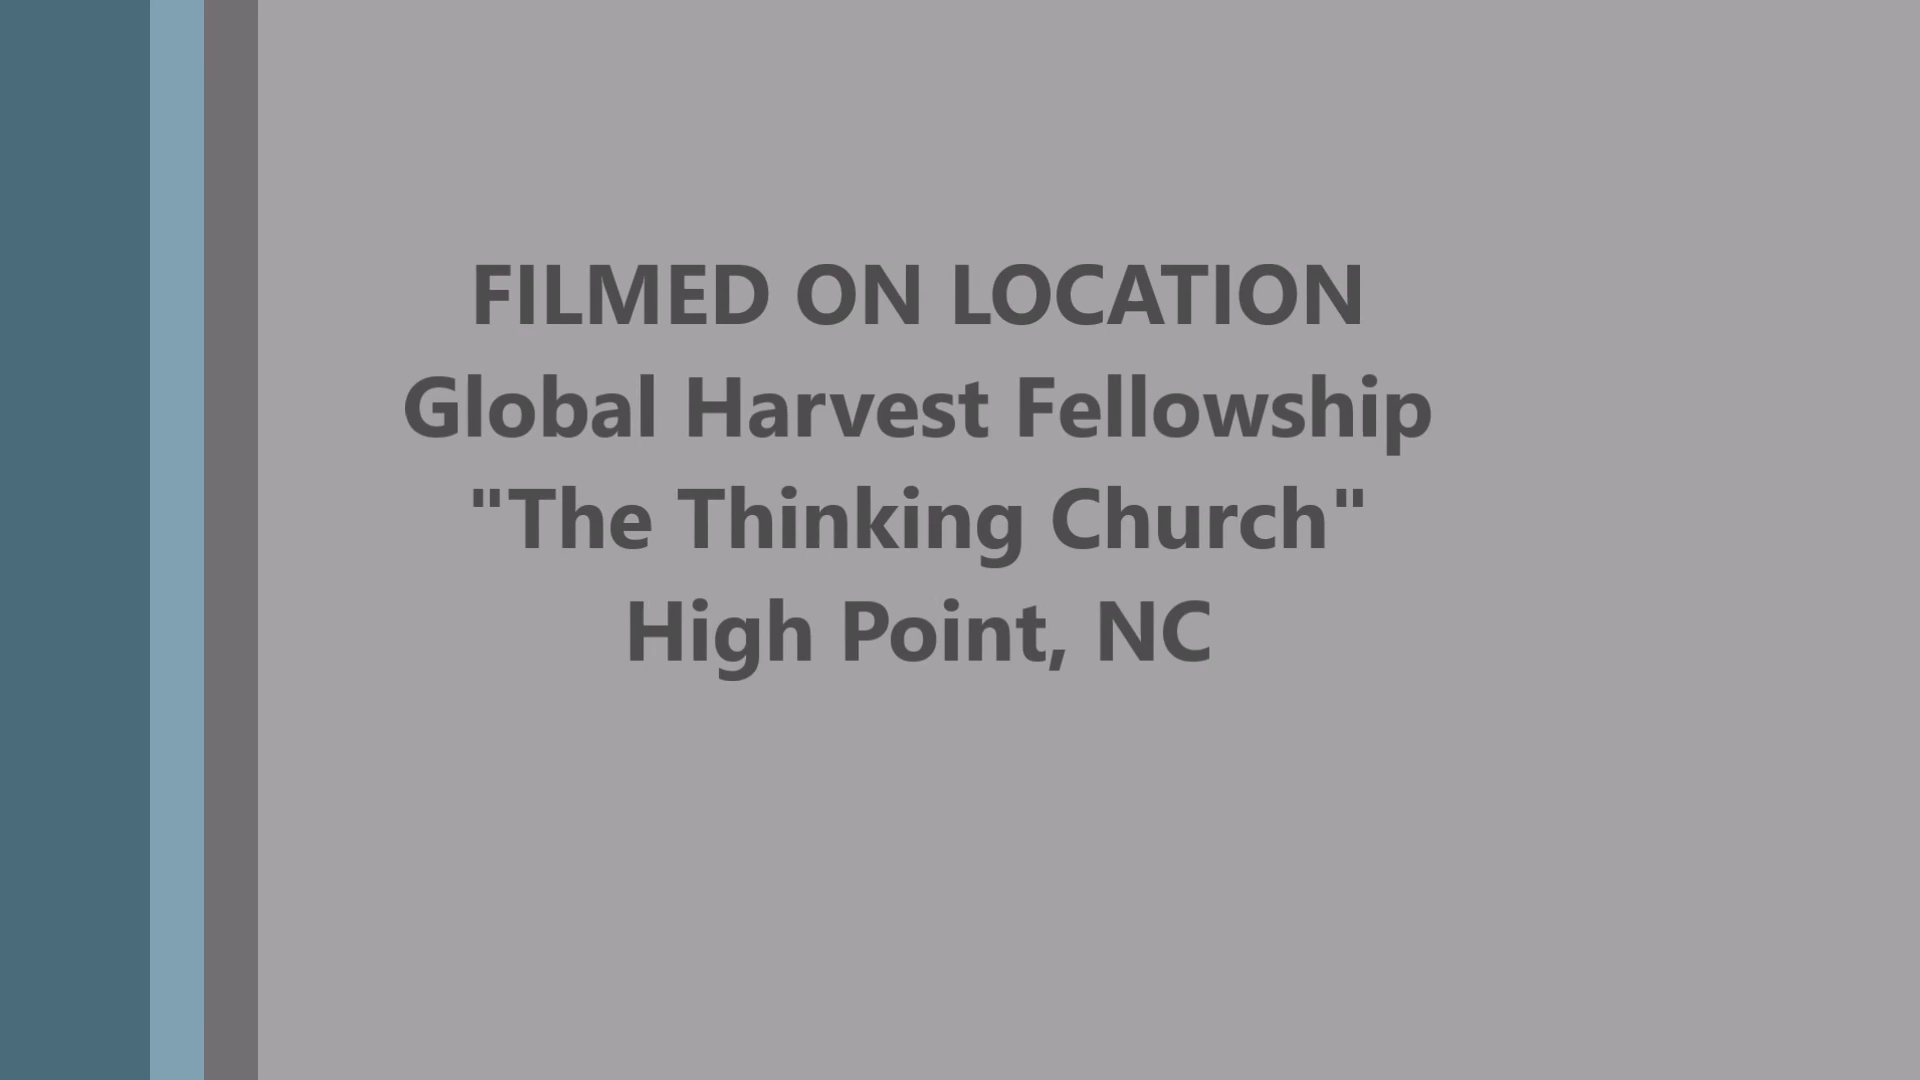 FILMED ON LOCATION
Global Harvest Fellowship
"The Thinking Church"
High Point, NC